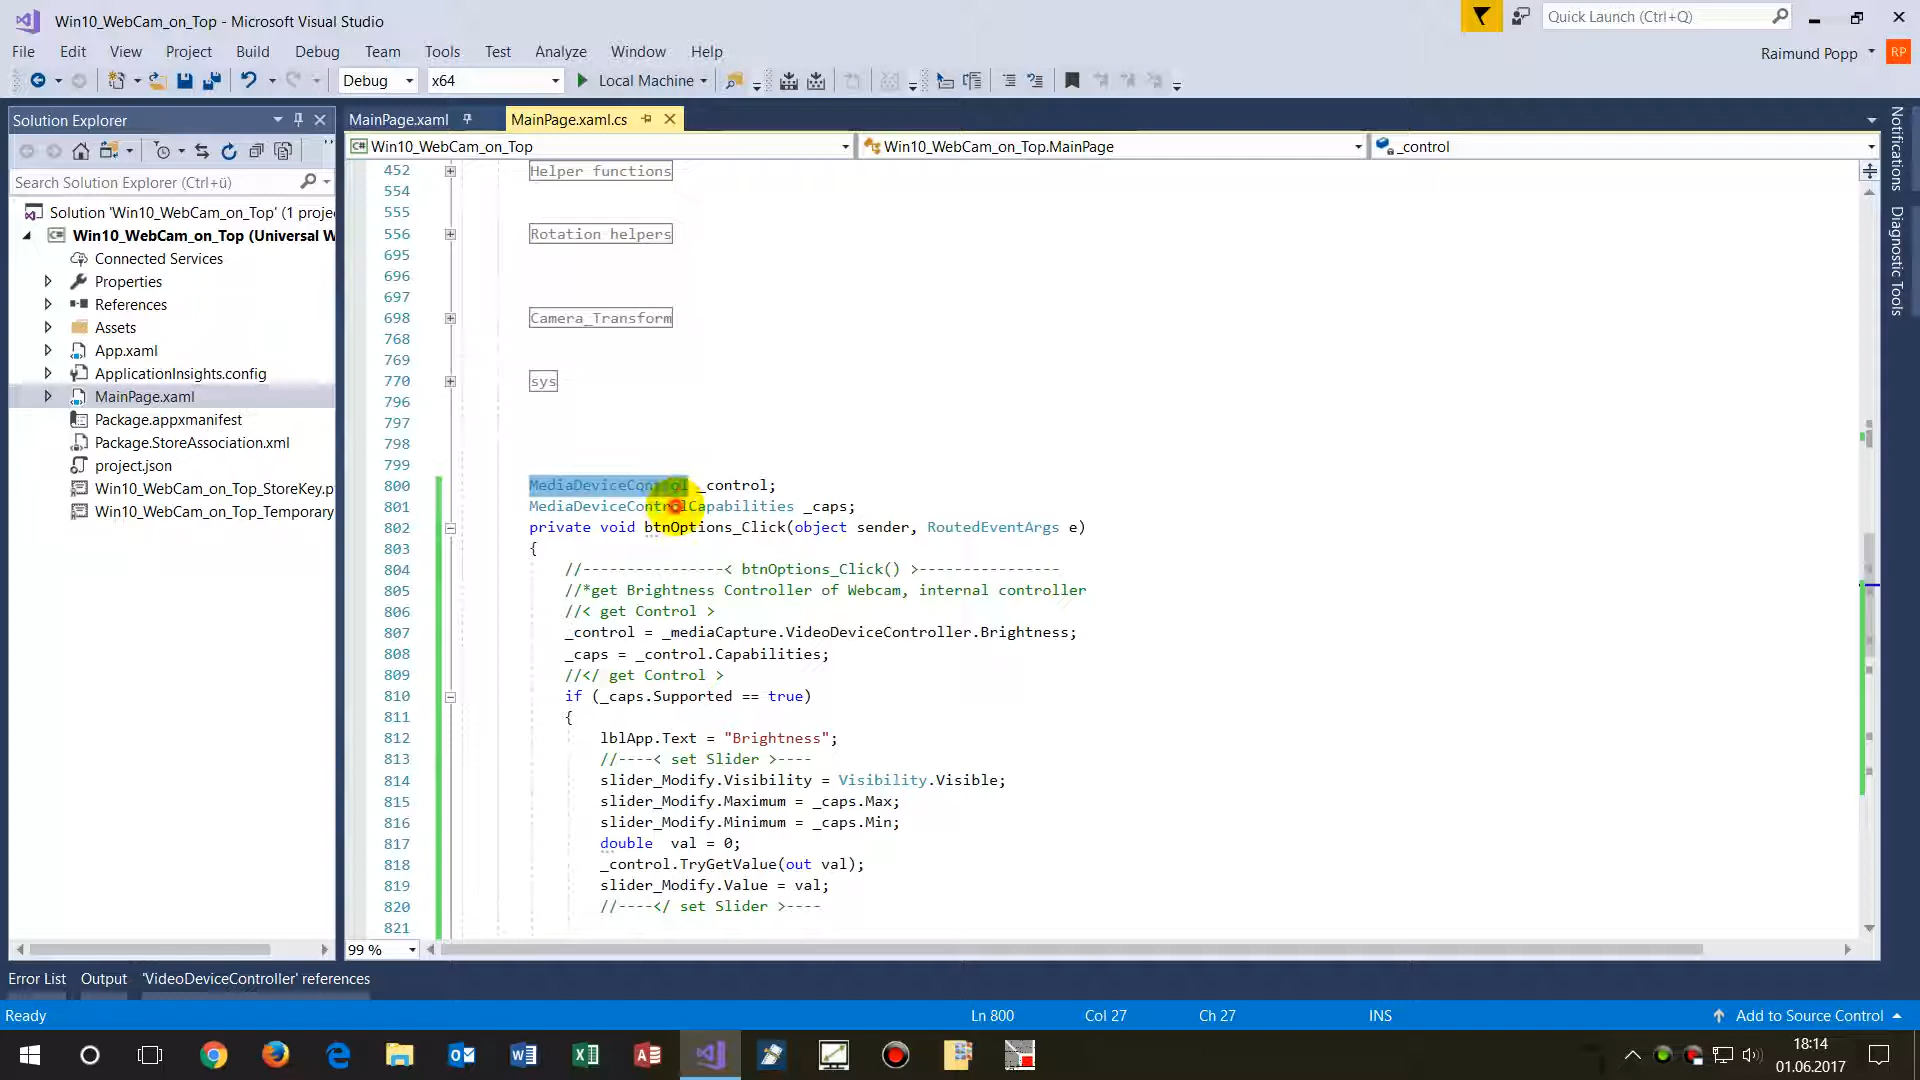 Win10_WebCam_on_Top - Microsoft Visual Studio
Quick Launch (Ctrl+Q)
File Edit View Project Build Debug Team Tools Test Analyze Window Help
Raimund Popp
RP
Debug x64 Local Machine
Solution Explorer
MainPage.xaml
MainPage.xaml.cs
Win10_WebCam_on_Top
Win10_WebCam_on_Top.MainPage
_control
Search Solution Explorer (Ctrl+ü)
Solution 'Win10_WebCam_on_Top' (1 proje
Win10_WebCam_on_Top (Universal W
Connected Services
Properties
References
Assets
App.xaml
ApplicationInsights.config
MainPage.xaml
Package.appxmanifest
Package.StoreAssociation.xml
project.json
Win10_WebCam_on_Top_StoreKey.p
Win10_WebCam_on_Top_Temporary
452 Helper functions
554
555
556 Rotation helpers
695
696
697
698 Camera_Transform
768
769
770 sys
796
797
798
799
800 MediaDeviceControl _control;
801 MediaDeviceControlCapabilities _caps;
802 private void btnOptions_Click(object sender, RoutedEventArgs e)
803 {
804 //----------------< btnOptions_Click() >----------------
805 //*get Brightness Controller of Webcam, internal controller
806 //< get Control >
807 _control = _mediaCapture.VideoDeviceController.Brightness;
808 _caps = _control.Capabilities;
809 //</ get Control >
810 if (_caps.Supported == true)
811 {
812 lblApp.Text = "Brightness";
813 //----< set Slider >----
814 slider_Modify.Visibility = Visibility.Visible;
815 slider_Modify.Maximum = _caps.Max;
816 slider_Modify.Minimum = _caps.Min;
817 double  val = 0;
818 _control.TryGetValue(out val);
819 slider_Modify.Value = val;
820 //----</ set Slider >----
821
99 %
Notifications
Diagnostic Tools
Error List Output 'VideoDeviceController' references
Ready Ln 800 Col 27 Ch 27 INS Add to Source Control
18:14
01.06.2017